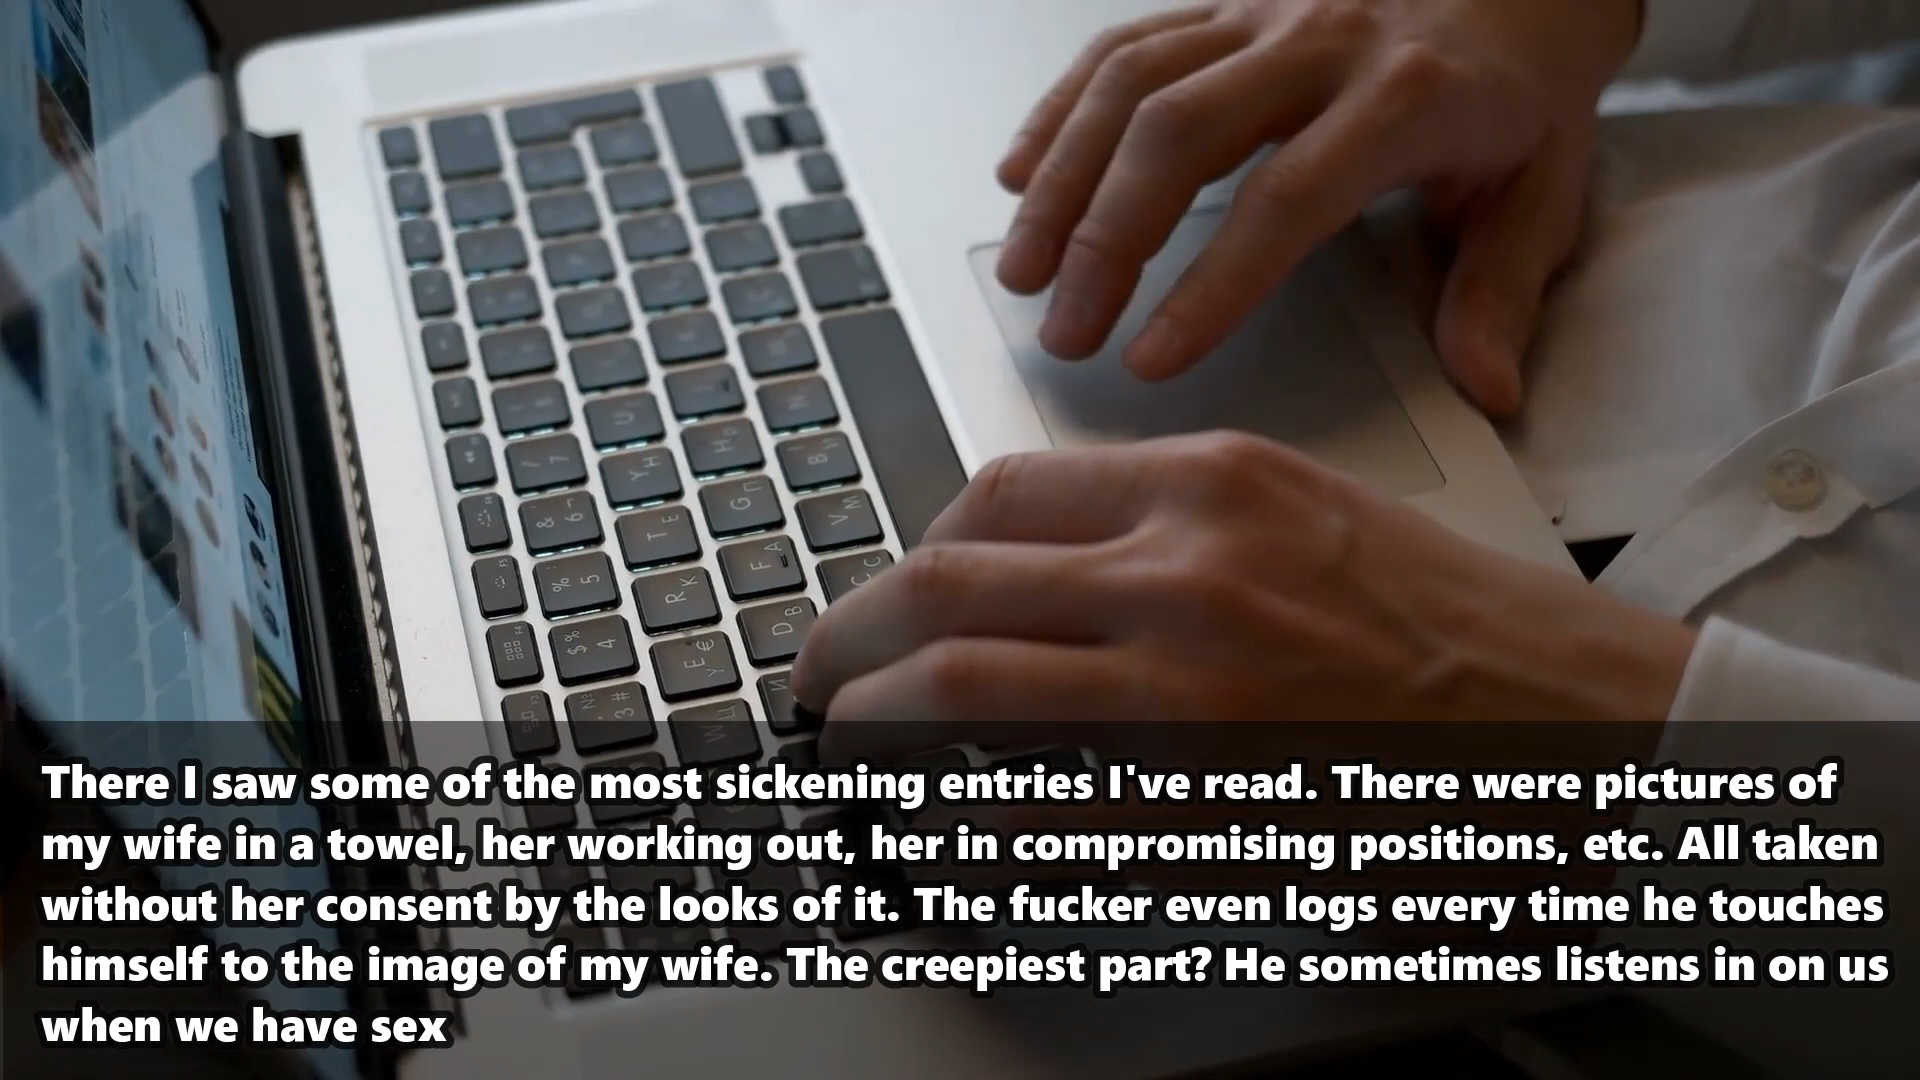 There I saw some of the most sickening entries I've read. There were pictures of
my wife in a towel, her working out, her in compromising positions, etc. All taken
without her consent by the looks of it. The fucker even logs every time he touches
himself to the image of my wife. The creepiest part? He sometimes listens in on us
when we have sex